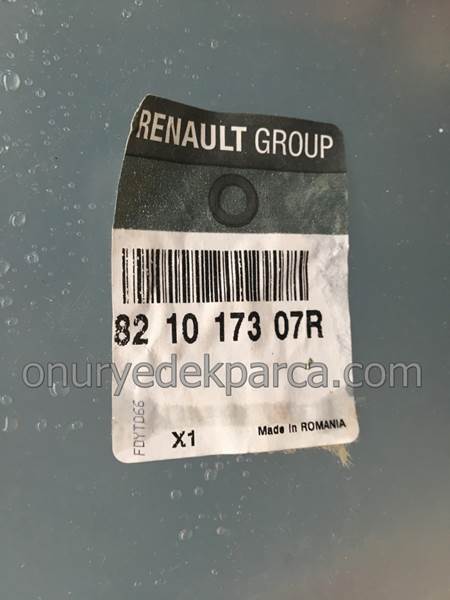 RENAULT GROUP
82 10 173 07R
onuryedekparca.com
FDYTD66
X1
Made in ROMANIA